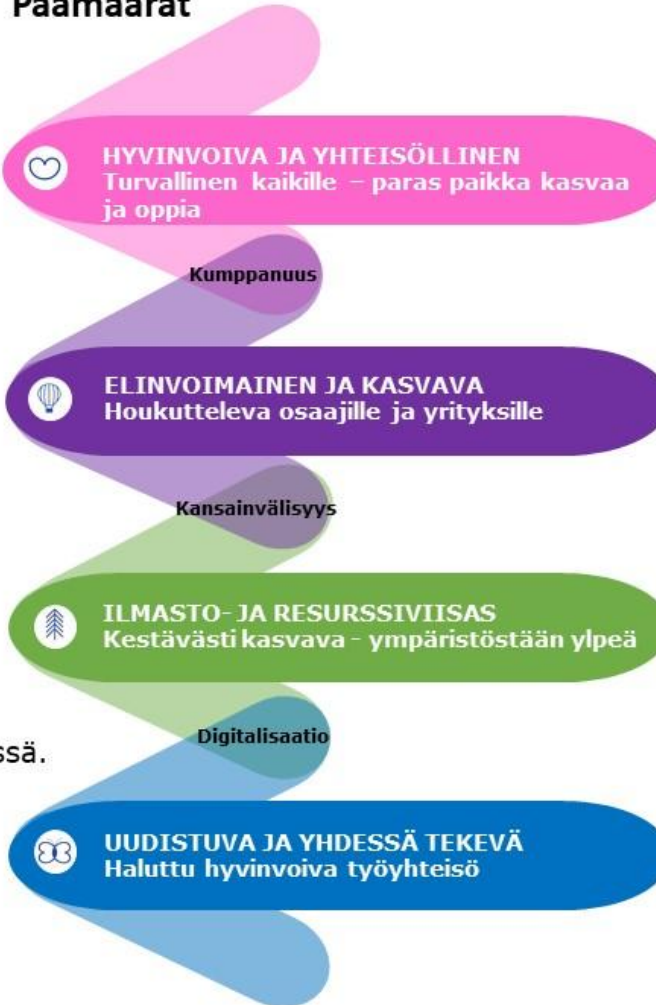 Päämäärät
HYVINVOIVA JA YHTEISÖLLINEN
Turvallinen kaikille – paras paikka kasvaa
ja oppia
Kumppanuus
ELINVOIMAINEN JA KASVAVA
Houkutteleva osaajille ja yrityksille
Kansainvälisyys
ILMASTO- JA RESURSSIVIISAS
Kestävästi kasvava - ympäristöstään ylpeä
Digitalisaatio
ssä.
UUDISTUVA JA YHDESSÄ TEKEVÄ
Haluttu hyvinvoiva työyhteisö